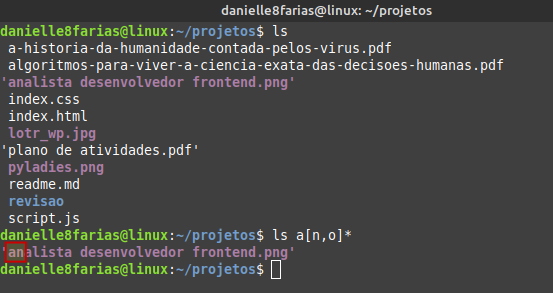 danielle8farias@linux: ~/projetos
danielle8farias@linux:~/projetos$ ls
a-historia-da-humanidade-contada-pelos-virus.pdf
algoritmos-para-viver-a-ciencia-exata-das-decisoes-humanas.pdf
'analista desenvolvedor frontend.png'
index.css
index.html
lotr_wp.jpg
'plano de atividades.pdf'
pyladies.png
readme.md
revisao
script.js
danielle8farias@linux:~/projetos$ ls a[n,o]*
'analista desenvolvedor frontend.png'
danielle8farias@linux:~/projetos$